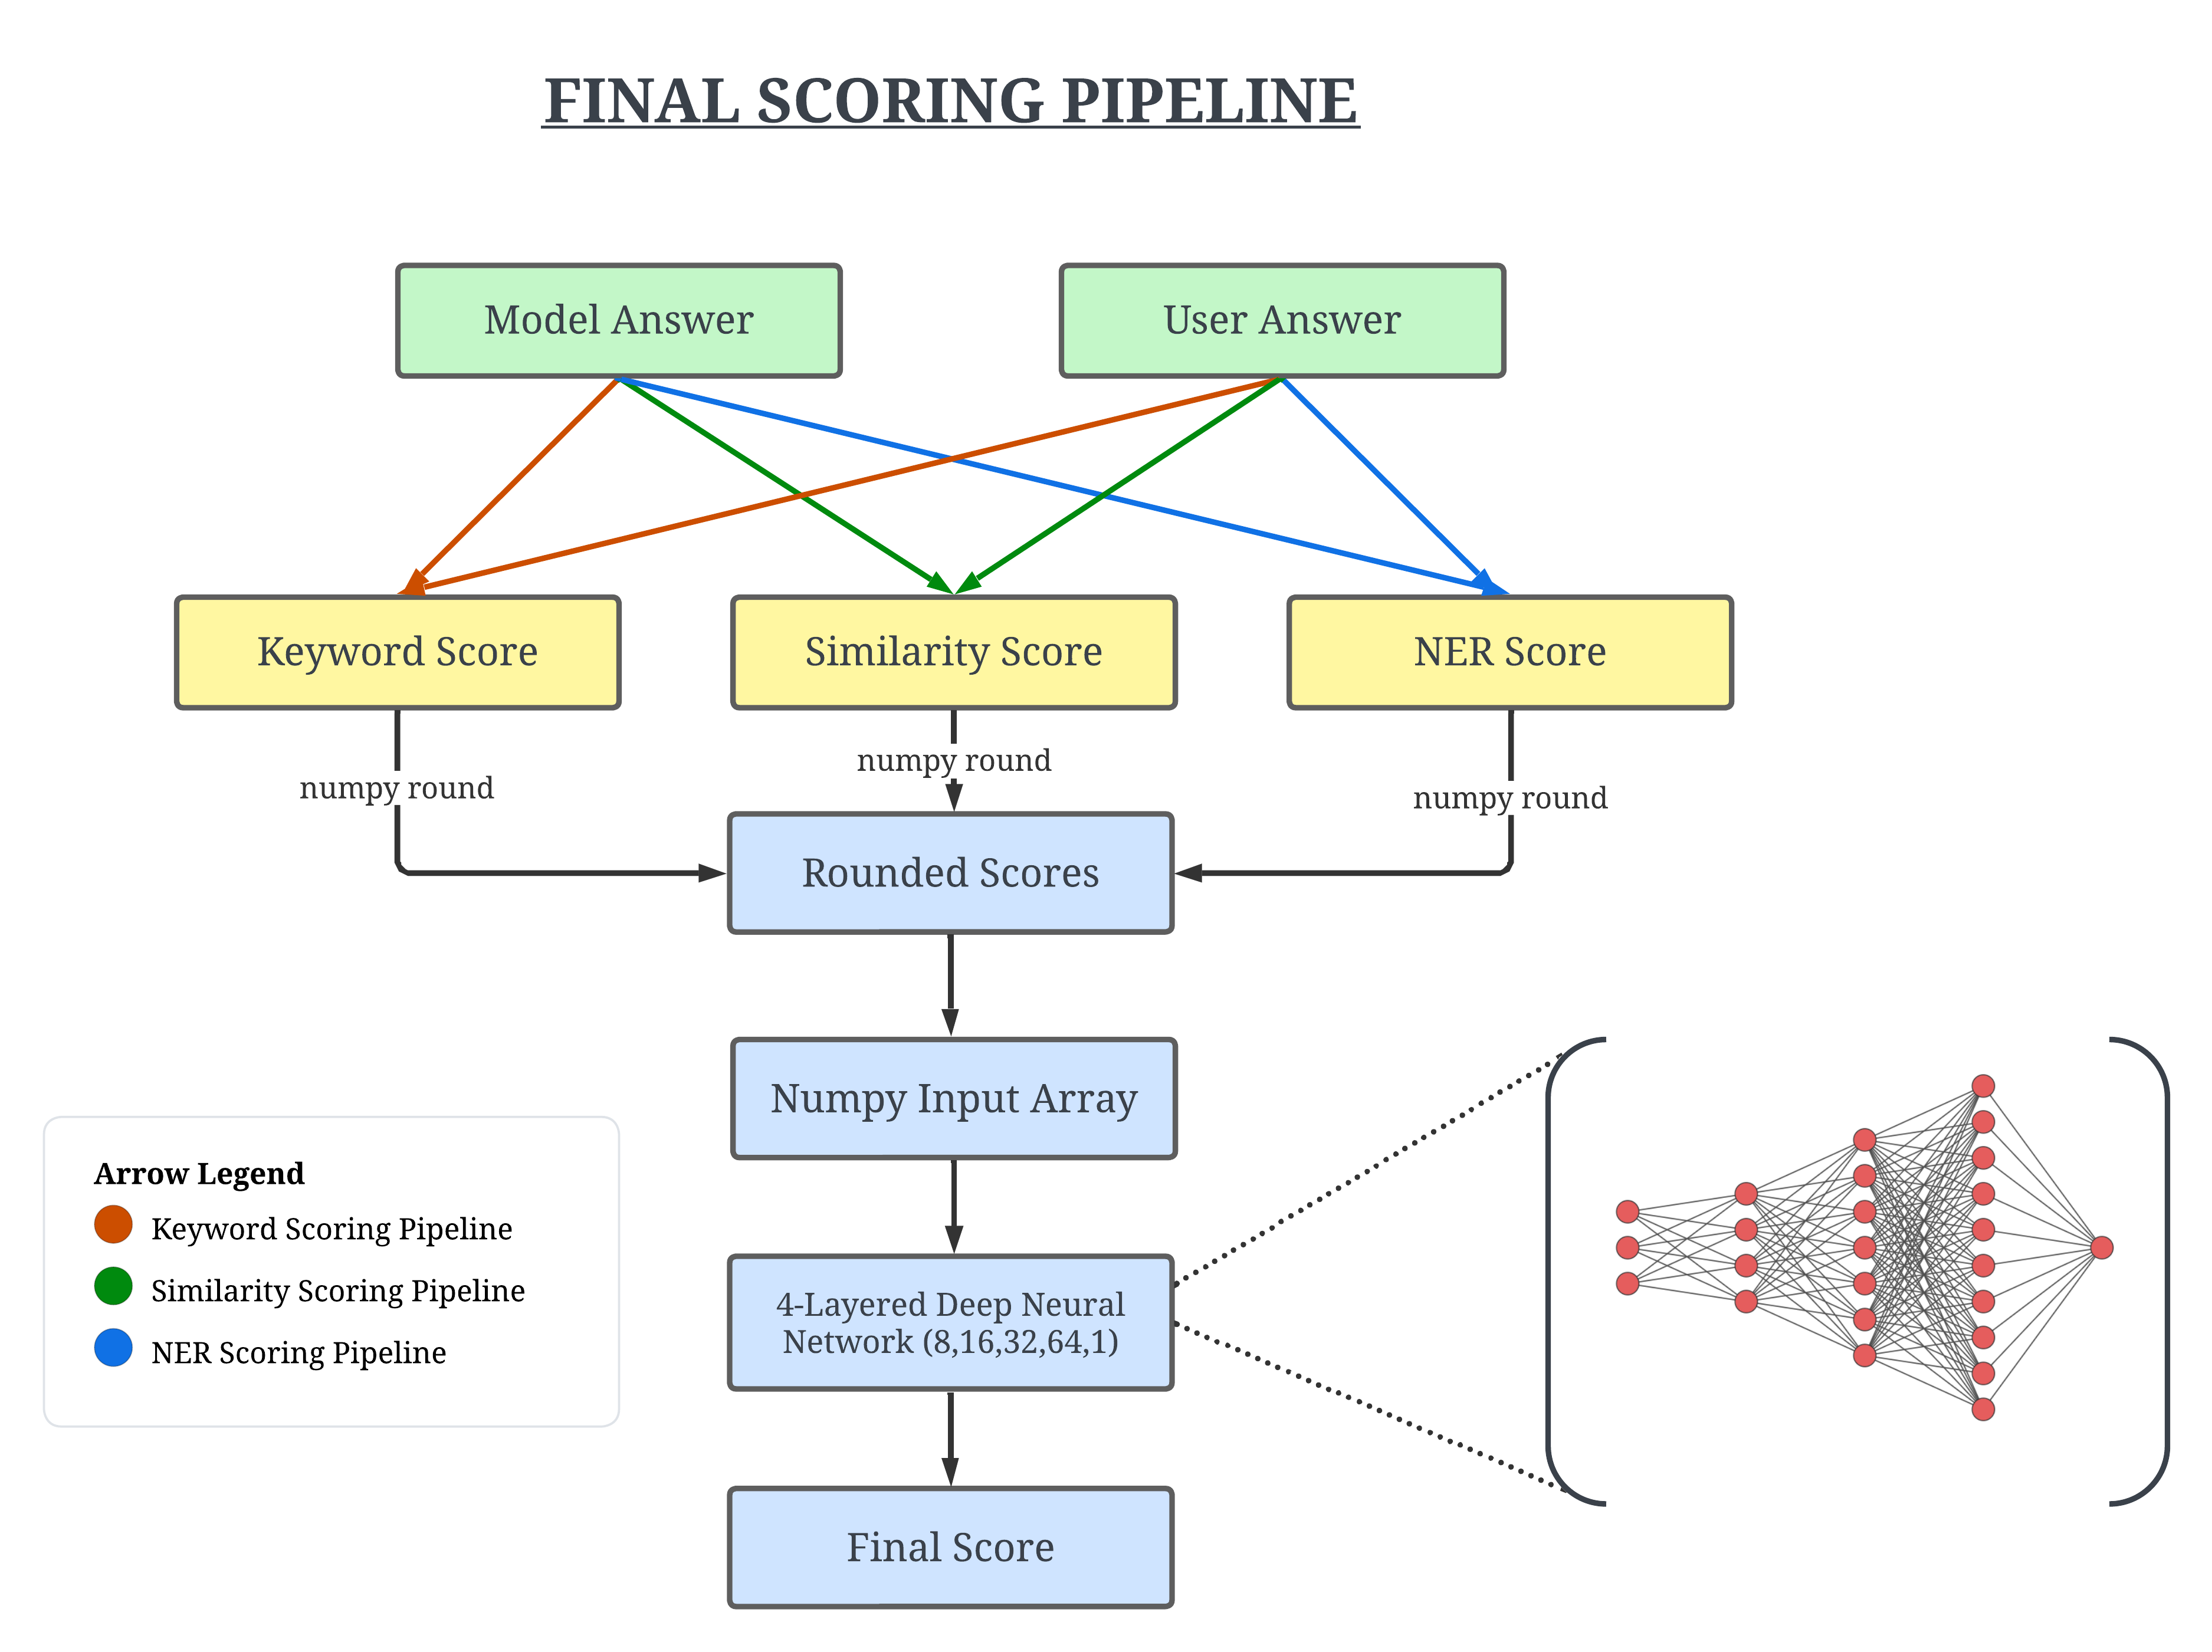 FINAL SCORING PIPELINE
Model Answer
User Answer
Keyword Score
Similarity Score
NER Score
numpy round
numpy round
numpy round
Rounded Scores
Numpy Input Array
Arrow Legend
Keyword Scoring Pipeline
Similarity Scoring Pipeline
NER Scoring Pipeline
4-Layered Deep Neural
Network (8,16,32,64,1)
Final Score